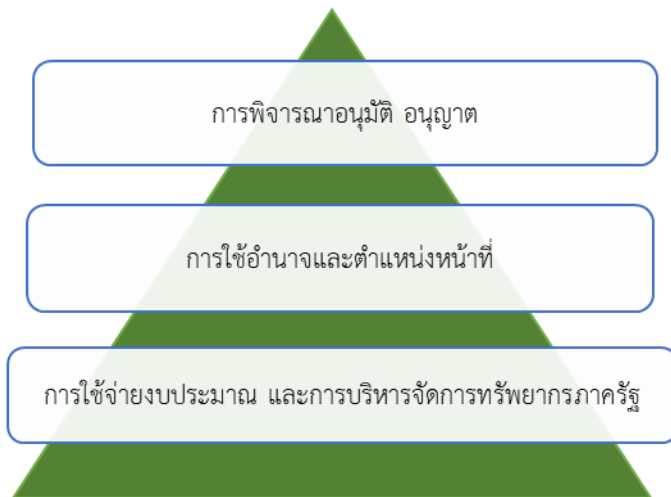 การพิจารณาอนุมัติ อนุญาต
การใช้อำนาจและตำแหน่งหน้าที่
การใช้จ่ายงบประมาณ และการบริหารจัดการทรัพยากรภาครัฐ